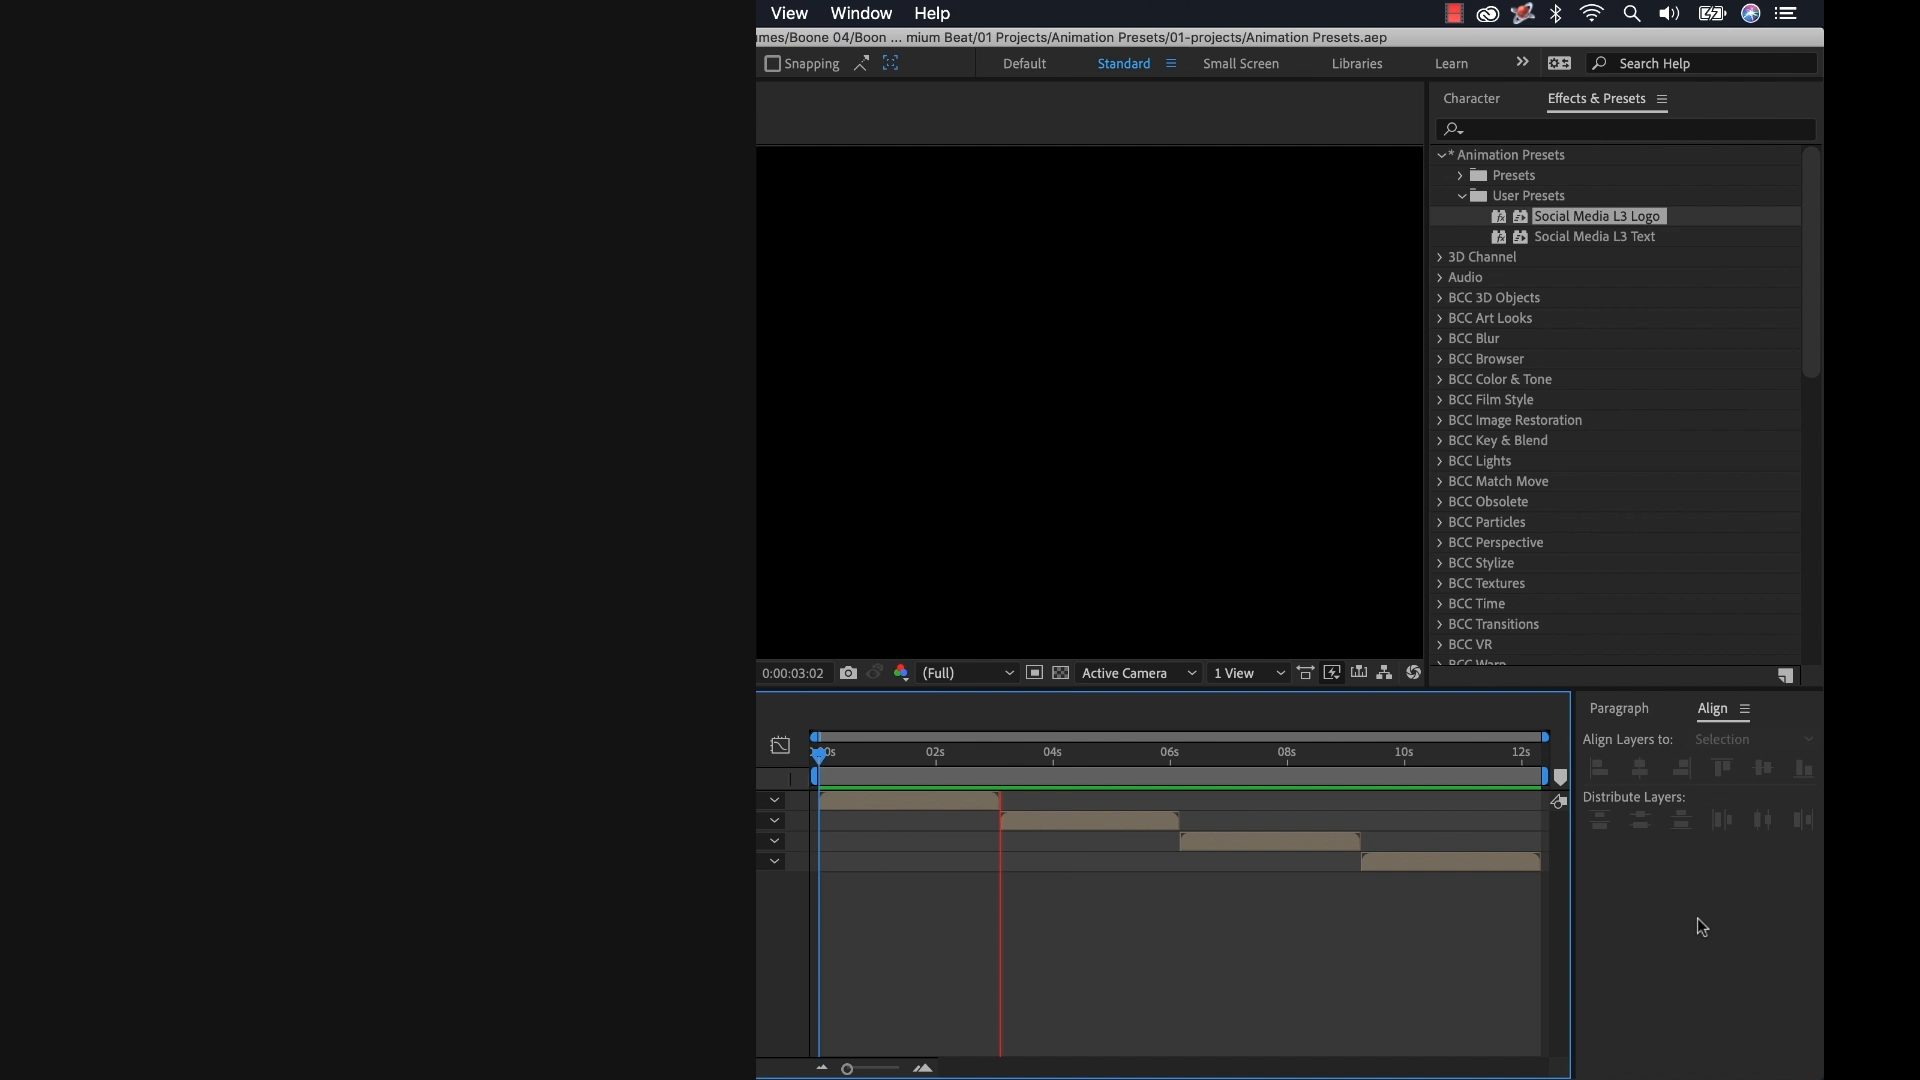 View Window Help
mes/Boone 04/Boon ... mium Beat/01 Projects/Animation Presets/01-projects/Animation Presets.aep
Snapping Default Standard Small Screen Libraries Learn Search Help
Character Effects & Presets
* Animation Presets
Presets
User Presets
Social Media L3 Logo
Social Media L3 Text
3D Channel
Audio
BCC 3D Objects
BCC Art Looks
BCC Blur
BCC Browser
BCC Color & Tone
BCC Film Style
BCC Image Restoration
BCC Key & Blend
BCC Lights
BCC Match Move
BCC Obsolete
BCC Particles
BCC Perspective
BCC Stylize
BCC Textures
BCC Time
BCC Transitions
BCC VR
BCC Warp
0:00:03:02 (Full) Active Camera 1 View
Paragraph Align
Align Layers to: Selection
02s 04s 06s 08s 10s 12s
Distribute Layers: